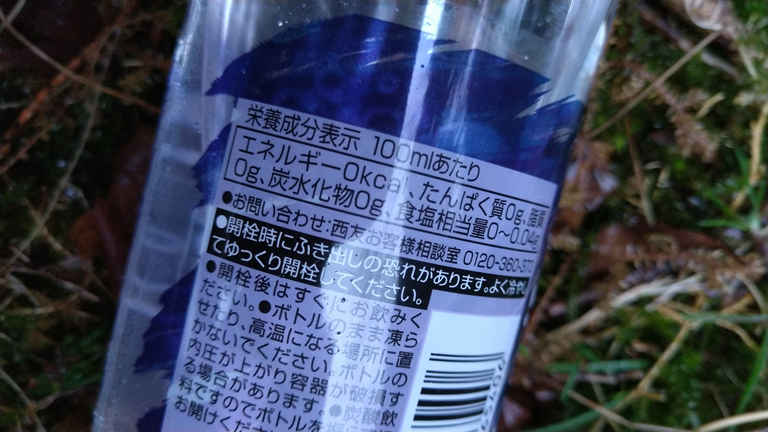 栄養成分表示 100mlあたり
エネルギー0kcal、たんぱく質0g、脂質
0g、炭水化物0g、食塩相当量0～0.04g
●お問い合わせ:西友お客様相談室 0120-360-37
●開栓時にふき出しの恐れがあります。よく冷やし
てゆっくり開栓してください。
●開栓後はすぐにお飲みく
ださい。●ボトルのまま凍ら
せたり、高温になる場所に置
かないでください。ボトルの
内圧が上がり容器が破損す
る場合があります。●炭酸飲
料ですのでボトルを
お開けください